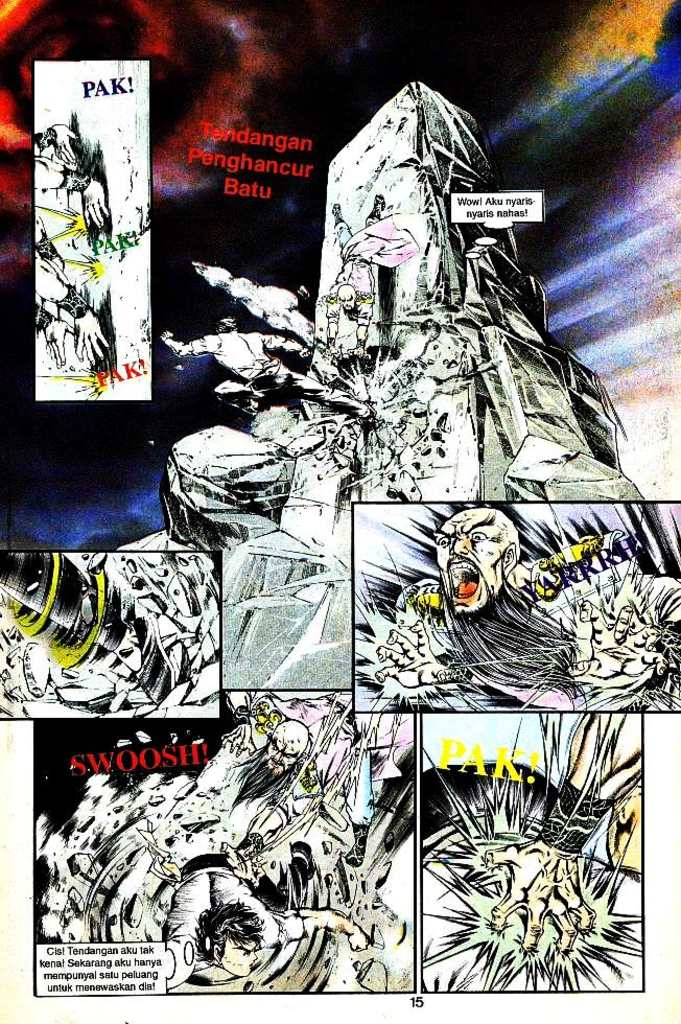 PAK!
Tendangan
Penghancur
Batu
Wow! Aku nyaris-
nyaris nahas!
PAK!
PAK!
YARRRH!
SWOOSH!
PAK!
Cis! Tendangan aku tak
kena! Sekarang aku hanya
mempunyai satu peluang
untuk menewaskan dia!
15